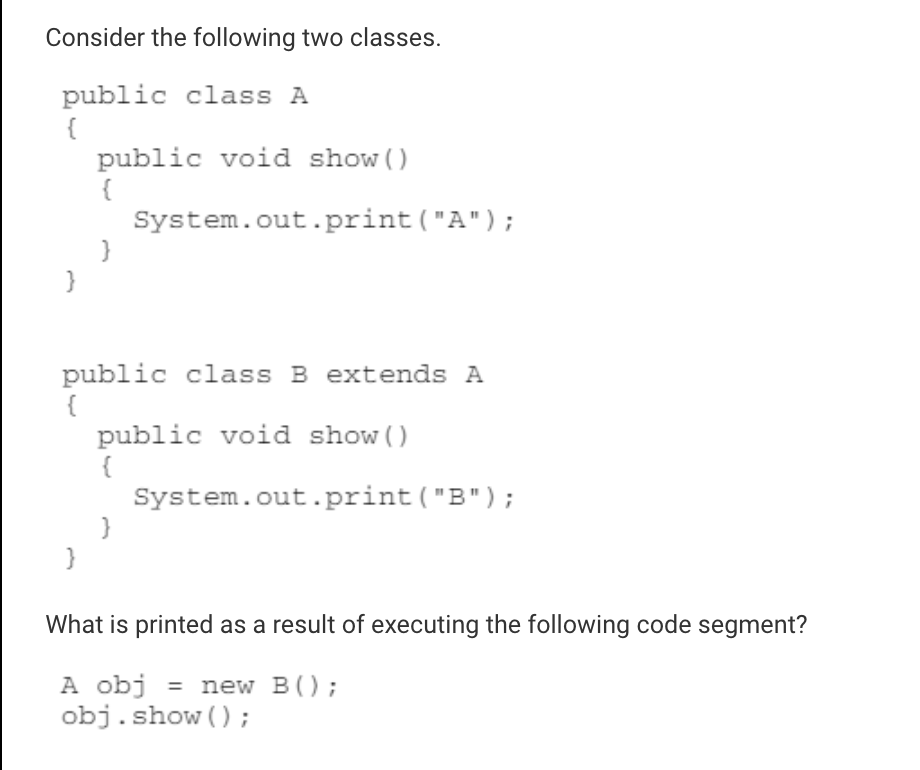 Consider the following two classes.
public class A
{
  public void show()
  {
    System.out.print("A");
  }
}
public class B extends A
{
  public void show()
  {
    System.out.print("B");
  }
}
What is printed as a result of executing the following code segment?
A obj = new B();
obj.show();